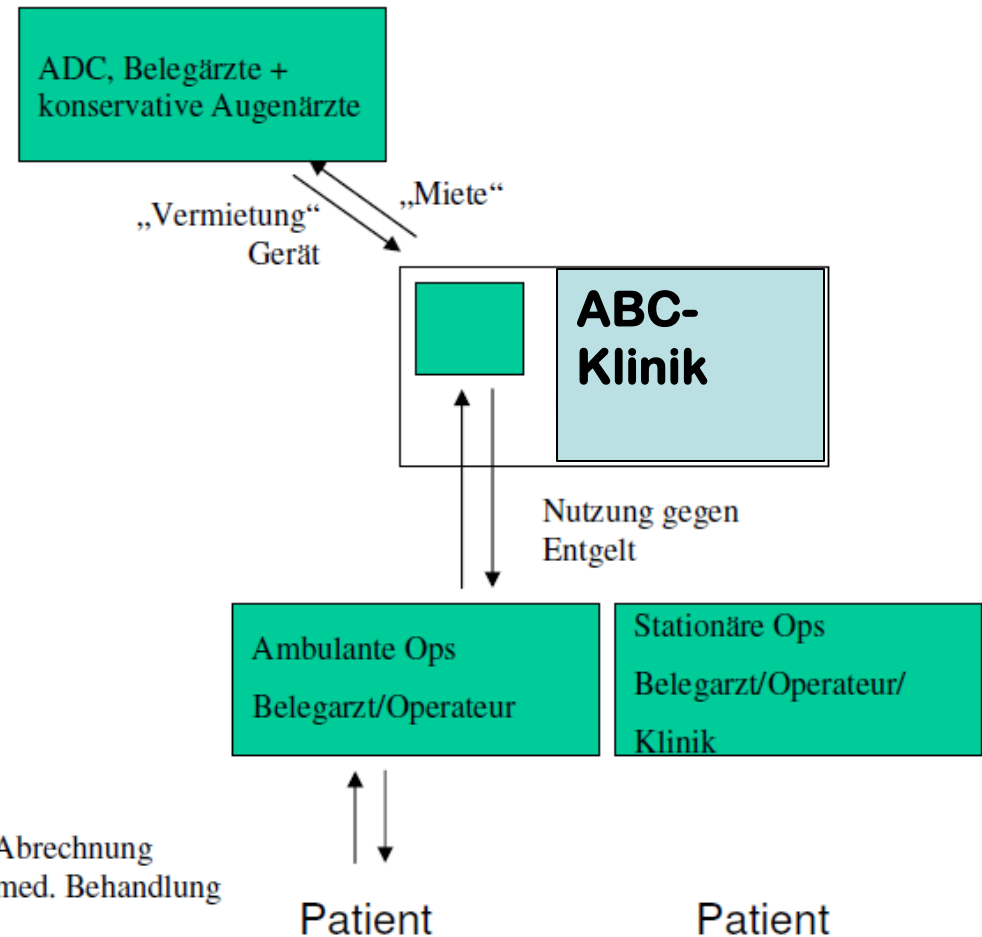 ADC, Belegärzte +
konservative Augenärzte
„Miete“
„Vermietung“
Gerät
ABC-
Klinik
Nutzung gegen
Entgelt
Ambulante Ops
Belegarzt/Operateur
Stationäre Ops
Belegarzt/Operateur/
Klinik
Abrechnung
med. Behandlung
Patient
Patient